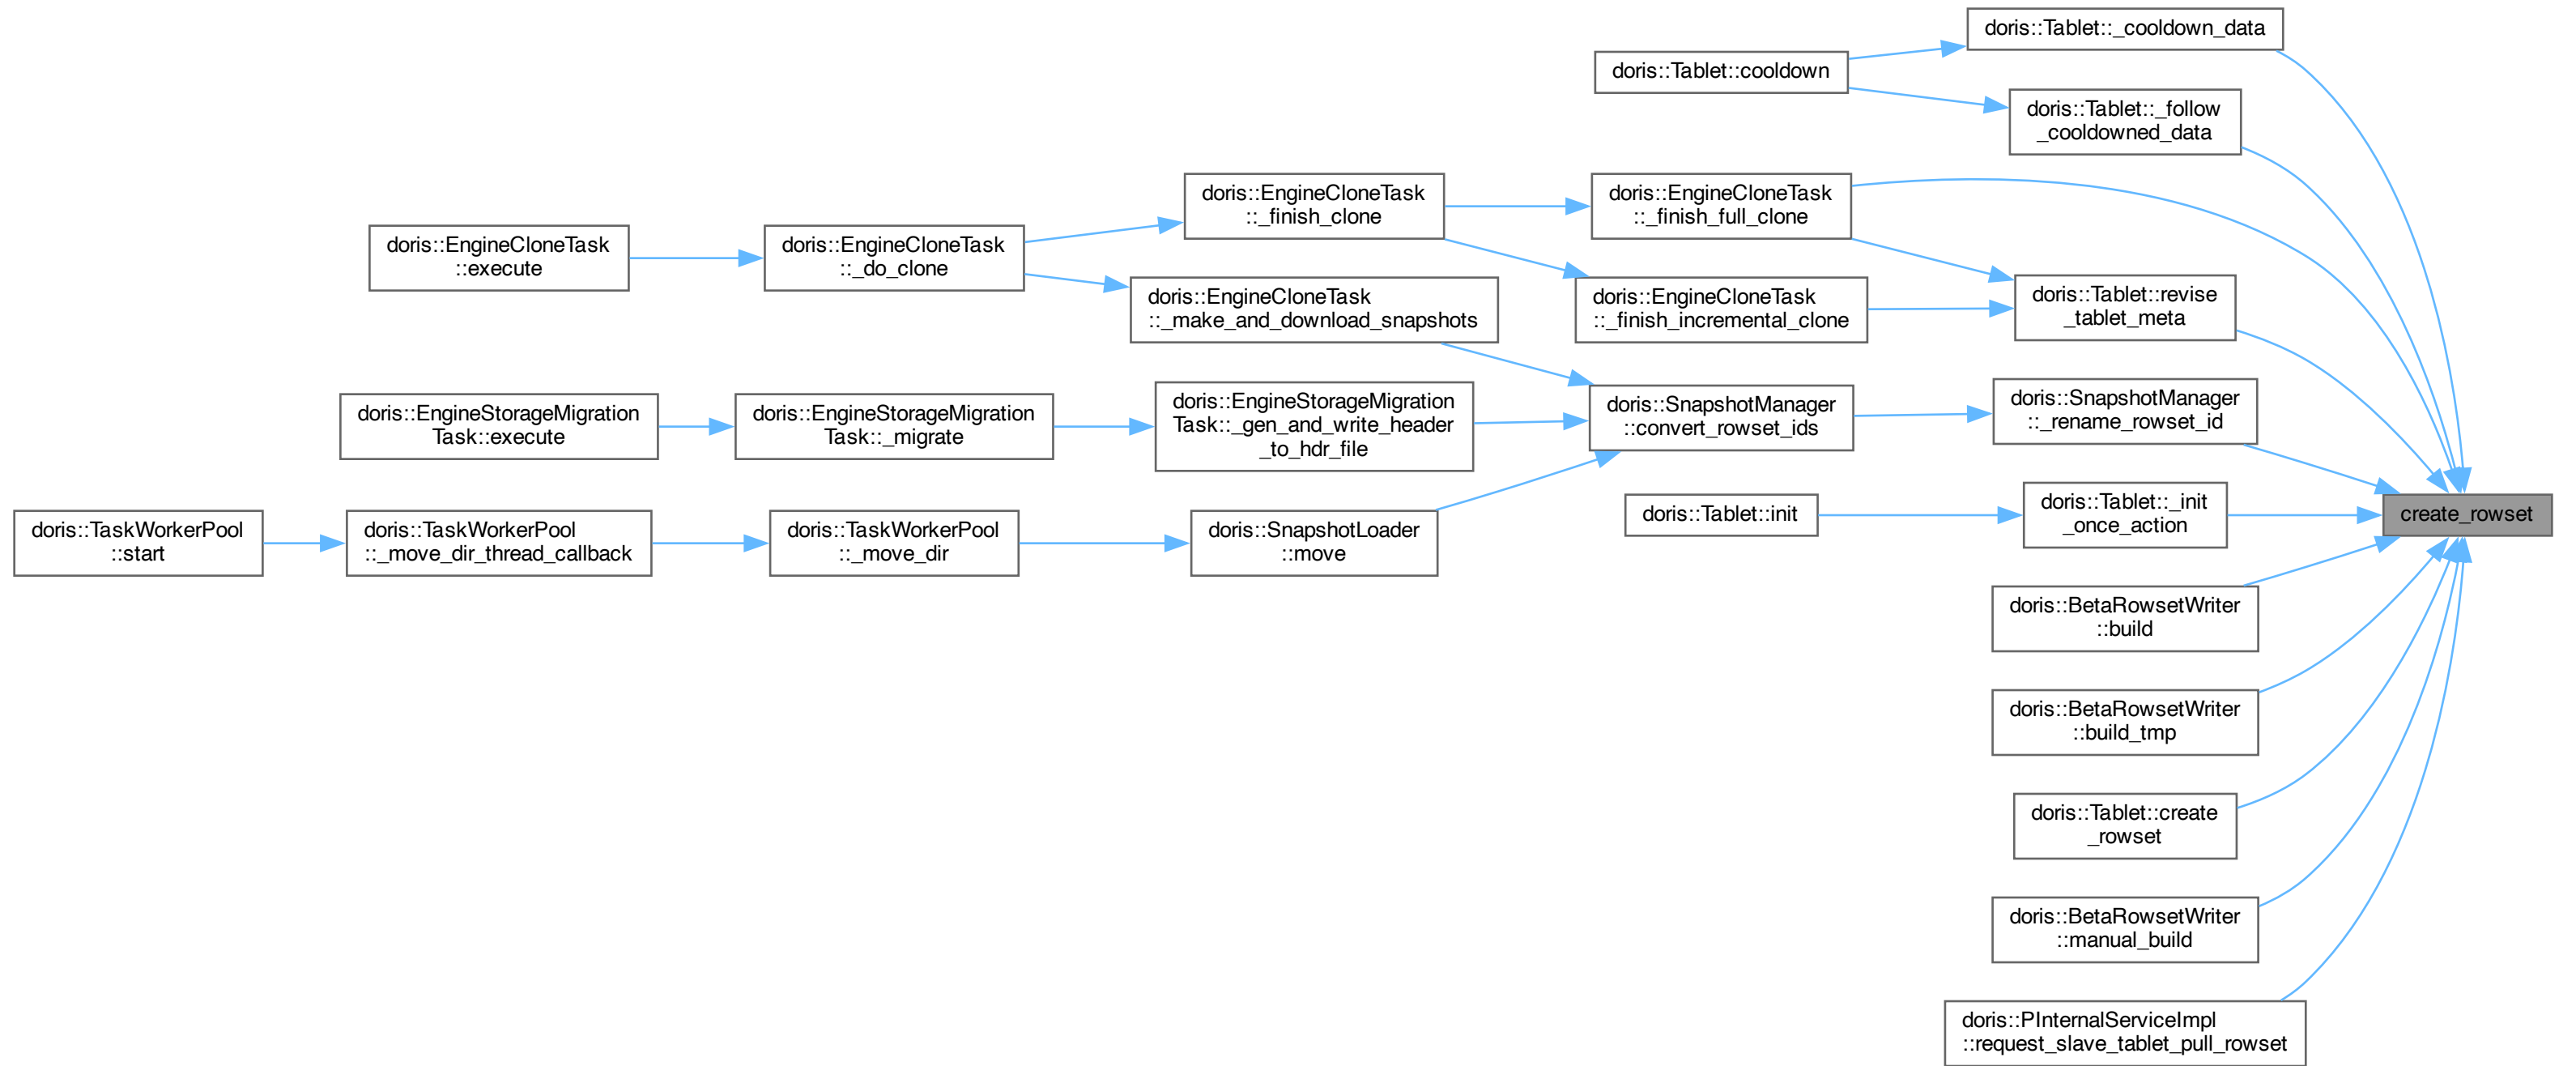 doris::Tablet::_cooldown_data
doris::Tablet::cooldown
doris::Tablet::_follow
_cooldowned_data
doris::EngineCloneTask
::_finish_clone
doris::EngineCloneTask
::_finish_full_clone
doris::EngineCloneTask
::execute
doris::EngineCloneTask
::_do_clone
doris::EngineCloneTask
::_make_and_download_snapshots
doris::EngineCloneTask
::_finish_incremental_clone
doris::Tablet::revise
_tablet_meta
doris::EngineStorageMigration
Task::execute
doris::EngineStorageMigration
Task::_migrate
doris::EngineStorageMigration
Task::_gen_and_write_header
_to_hdr_file
doris::SnapshotManager
::convert_rowset_ids
doris::SnapshotManager
::_rename_rowset_id
doris::TaskWorkerPool
::start
doris::TaskWorkerPool
::_move_dir_thread_callback
doris::TaskWorkerPool
::_move_dir
doris::SnapshotLoader
::move
doris::Tablet::init
doris::Tablet::_init
_once_action
create_rowset
doris::BetaRowsetWriter
::build
doris::BetaRowsetWriter
::build_tmp
doris::Tablet::create
_rowset
doris::BetaRowsetWriter
::manual_build
doris::PInternalServiceImpl
::request_slave_tablet_pull_rowset